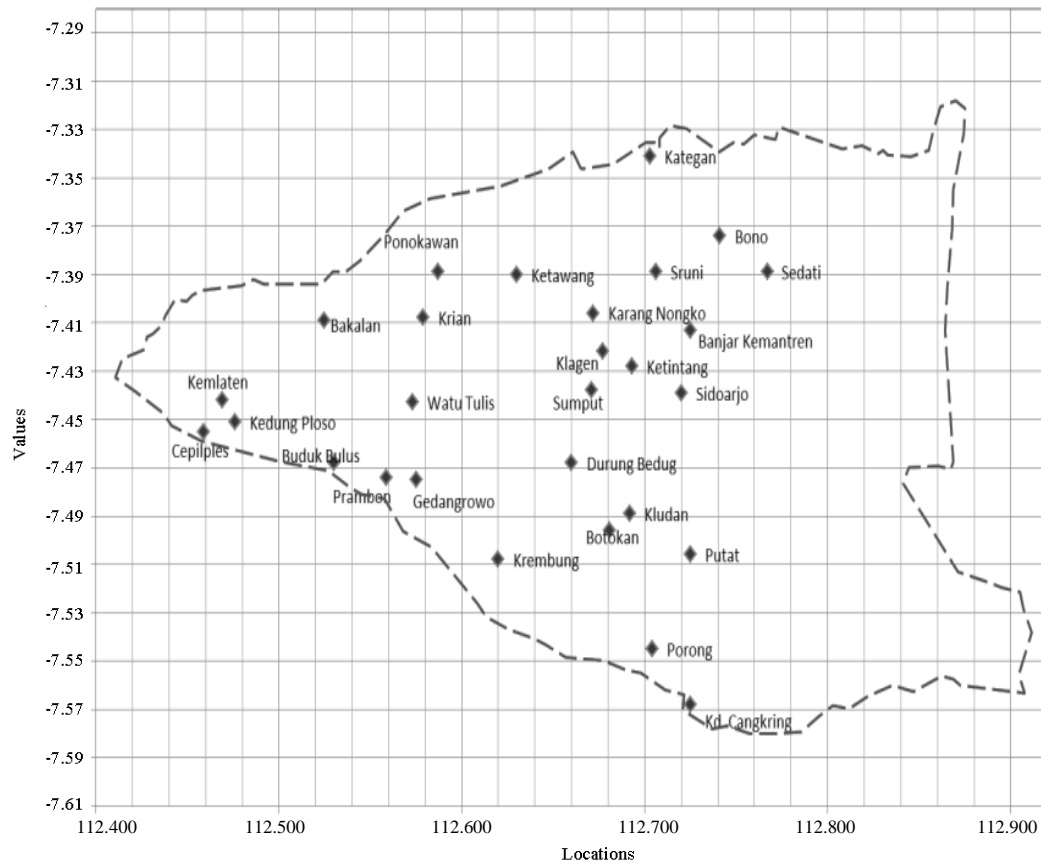 -7.29
-7.31
-7.33
-7.35
-7.37
-7.39
-7.41
-7.43
-7.45
-7.47
-7.49
-7.51
-7.53
-7.55
-7.57
-7.59
-7.61
Values
Kategan
Bono
Ponokawan
Ketawang
Sruni
Sedati
Bakalan
Krian
Karang Nongko
Banjar Kemantren
Klagen
Ketintang
Kemlaten
Sumput
Sidoarjo
Watu Tulis
Kedung Ploso
Cepilples
Buduk Bulus
Durung Bedug
Prambon
Gedangrowo
Kludan
Botokan
Krembung
Putat
Porong
Kd. Cangkring
112.400 112.500 112.600 112.700 112.800 112.900
Locations